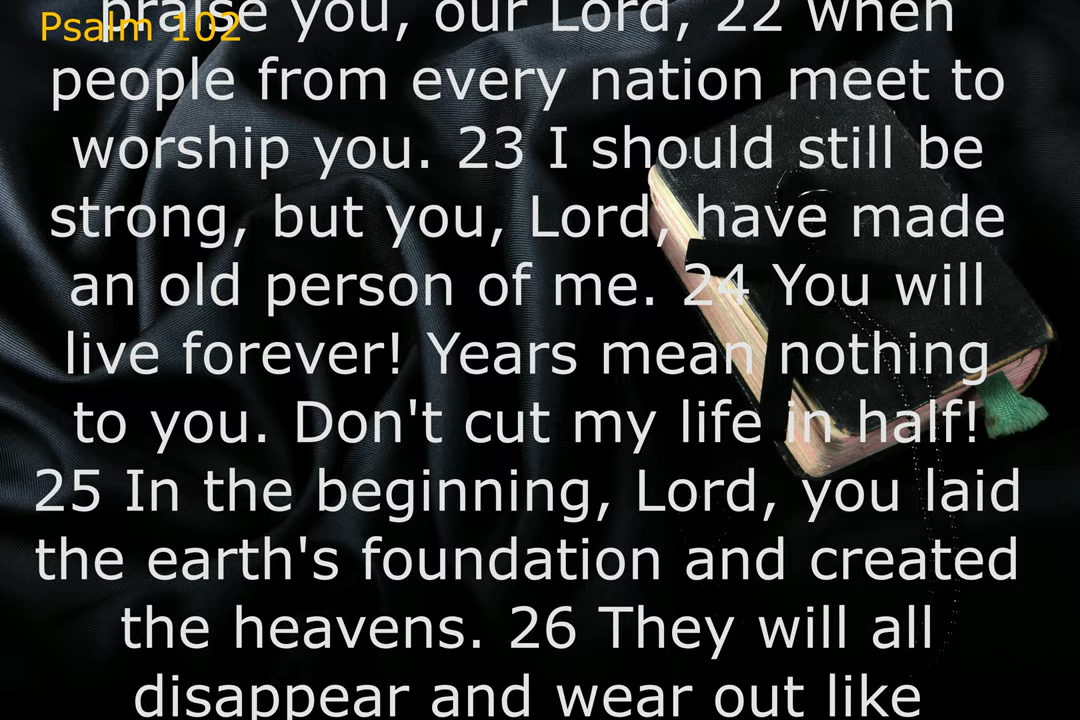 Psalm 102
praise you, our Lord, 22 when
people from every nation meet to
worship you. 23 I should still be
strong, but you, Lord, have made
an old person of me. 24 You will
live forever! Years mean nothing
to you. Don't cut my life in half!
25 In the beginning, Lord, you laid
the earth's foundation and created
the heavens. 26 They will all
disappear and wear out like